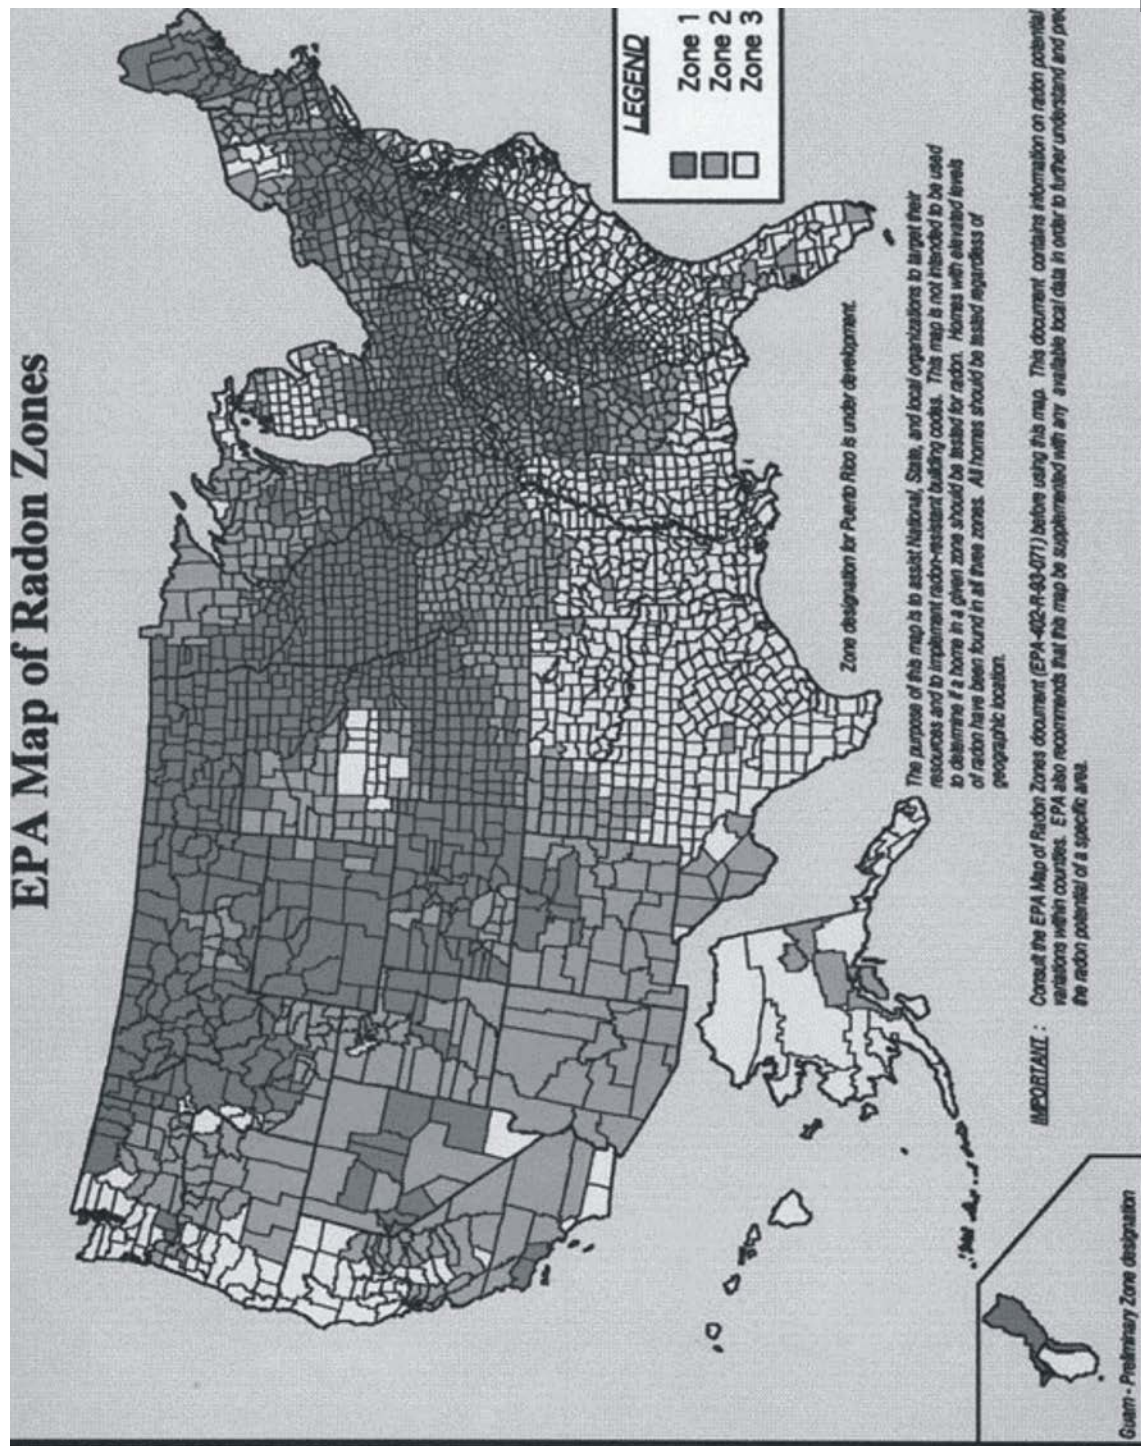 EPA Map of Radon Zones
LEGEND
Zone 1
Zone 2
Zone 3
Zone designation for Puerto Rico is under development.
The purpose of this map is to assist National, State, and local organizations to target their
resources and to implement radon-resistant building codes. This map is not intended to be used
to determine if a home in a given zone should be tested for radon. Homes with elevated levels
of radon have been found in all three zones. All homes should be tested regardless of
geographic location.
IMPORTANT : Consult the EPA Map of Radon Zones document (EPA-402-R-93-071) before using this map. This document contains information on radon potential
variations within counties. EPA also recommends that this map be supplemented with any available local data in order to further understand and
the radon potential of a specific area.
Guam - Preliminary Zone designation